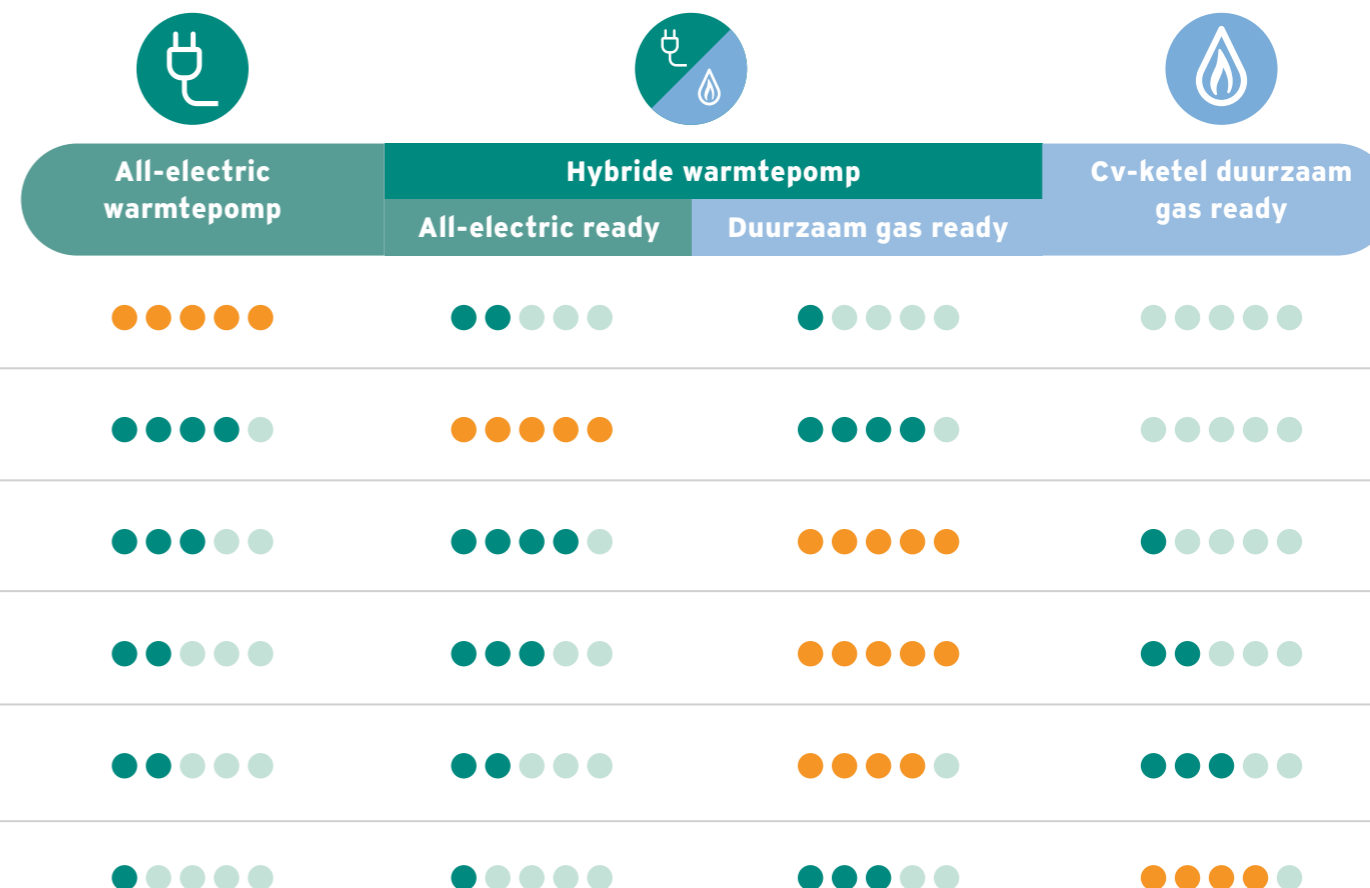 All-electric
warmtepomp
Hybride warmtepomp
All-electric ready
Duurzaam gas ready
Cv-ketel duurzaam
gas ready